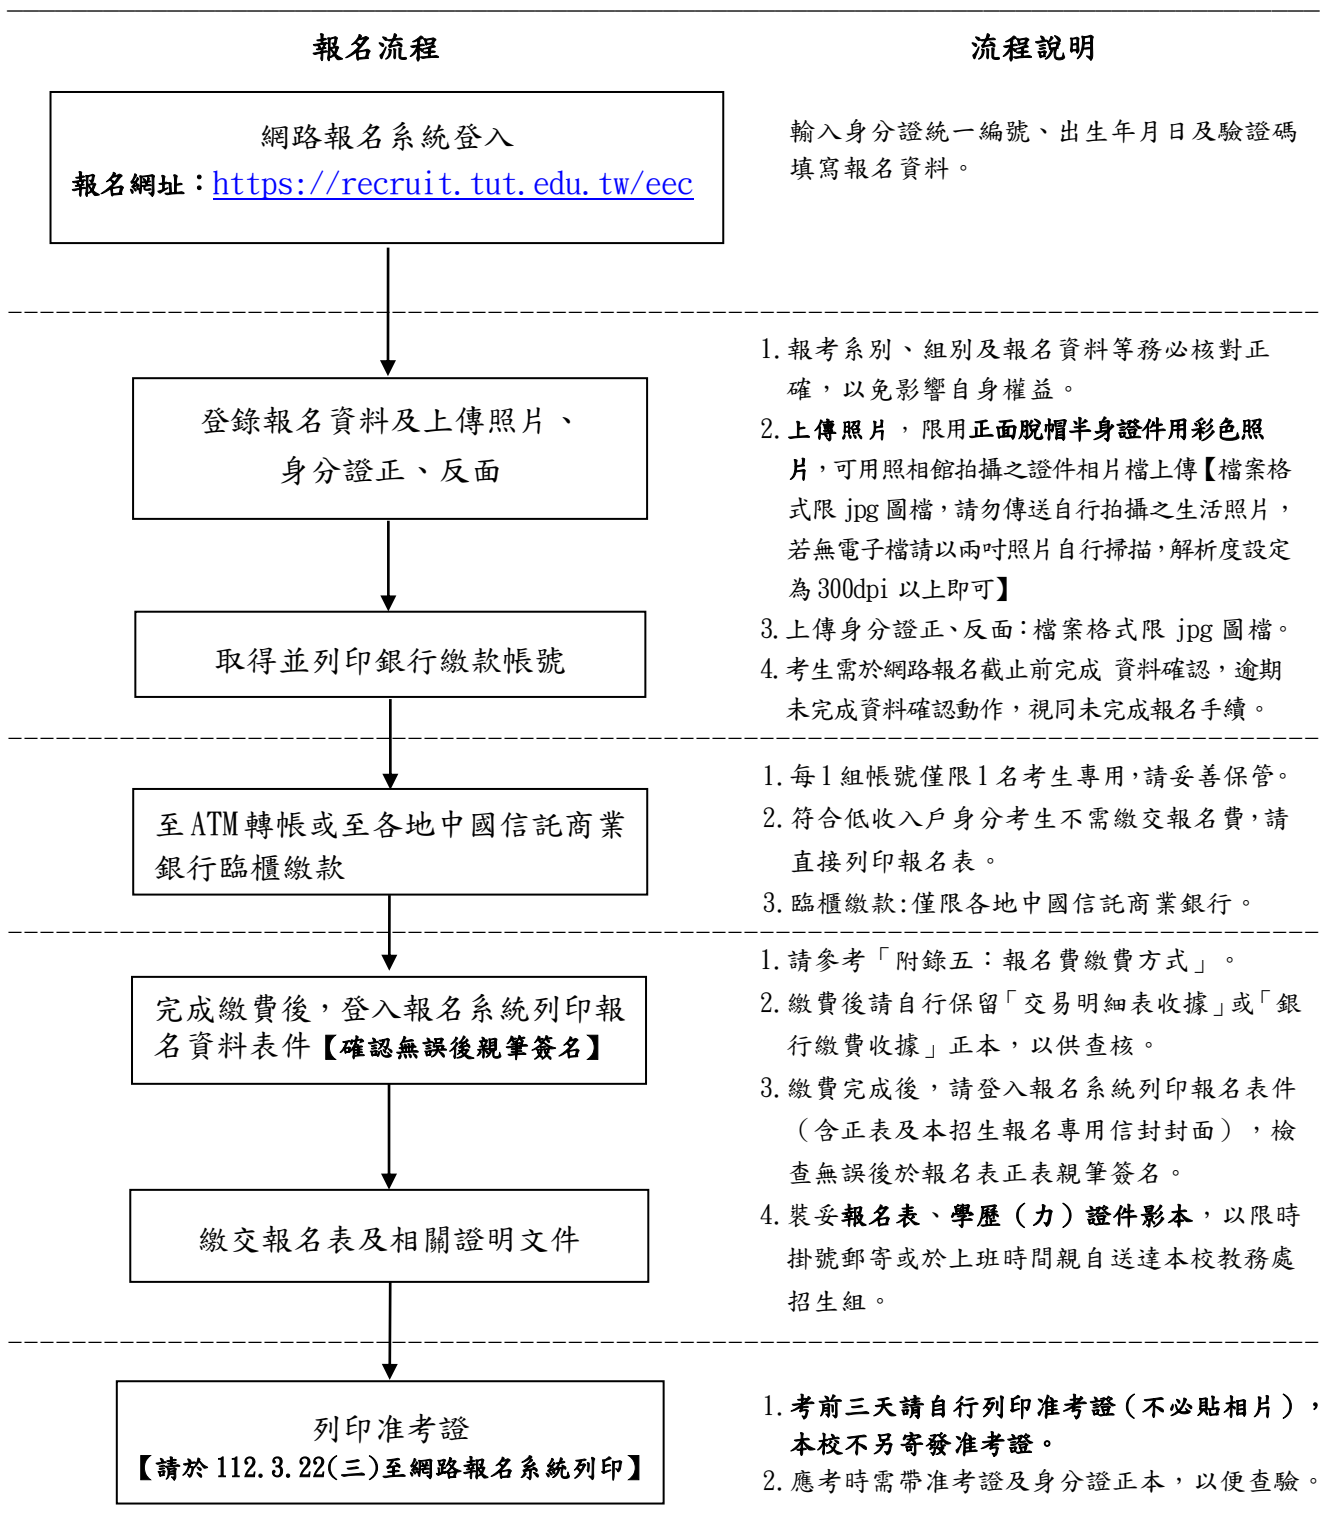 報名流程
流程說明
網路報名系統登入
報名網址：https://recruit.tut.edu.tw/eec
輸入身分證統一編號、出生年月日及驗證碼
填寫報名資料。
登錄報名資料及上傳照片、
身分證正、反面
取得並列印銀行繳款帳號
1.報考系別、組別及報名資料等務必核對正
確，以免影響自身權益。
2.上傳照片，限用正面脫帽半身證件用彩色照
片，可用照相館拍攝之證件相片檔上傳【檔案格
式限 jpg 圖檔，請勿傳送自行拍攝之生活照片，
若無電子檔請以兩吋照片自行掃描，解析度設定
為 300dpi 以上即可】
3.上傳身分證正、反面：檔案格式限 jpg 圖檔。
4.考生需於網路報名截止前完成 資料確認，逾期
未完成資料確認動作，視同未完成報名手續。
至 ATM 轉帳或至各地中國信託商業
銀行臨櫃繳款
1.每 1 組帳號僅限 1 名考生專用，請妥善保管。
2.符合低收入戶身分考生不需繳交報名費，請
直接列印報名表。
3.臨櫃繳款:僅限各地中國信託商業銀行。
完成繳費後，登入報名系統列印報
名資料表件【確認無誤後親筆簽名】
繳交報名表及相關證明文件
1.請參考「附錄五：報名費繳費方式」。
2.繳費後請自行保留「交易明細表收據」或「銀
行繳費收據」正本，以供查核。
3.繳費完成後，請登入報名系統列印報名表件
（含正表及本招生報名專用信封封面），檢
查無誤後於報名表正表親筆簽名。
4.裝妥報名表、學歷（力）證件影本，以限時
掛號郵寄或於上班時間親自送達本校教務處
招生組。
列印准考證
【請於 112.3.22(三)至網路報名系統列印】
1.考前三天請自行列印准考證（不必貼相片），
本校不另寄發准考證。
2.應考時需帶准考證及身分證正本，以便查驗。